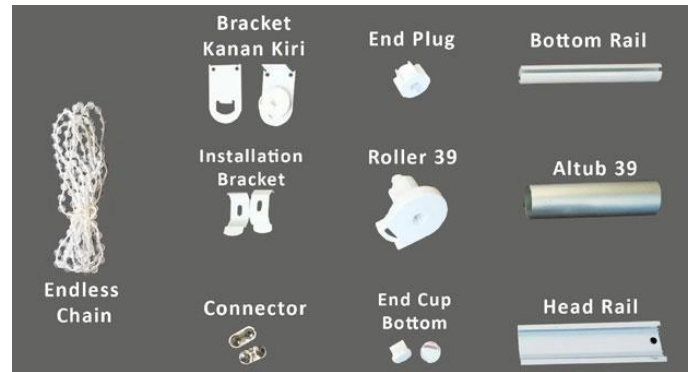 Bracket
Kanan Kiri
End Plug
Bottom Rail
Installation
Bracket
Roller 39
Altub 39
Endless
Chain
Connector
End Cup
Bottom
Head Rail